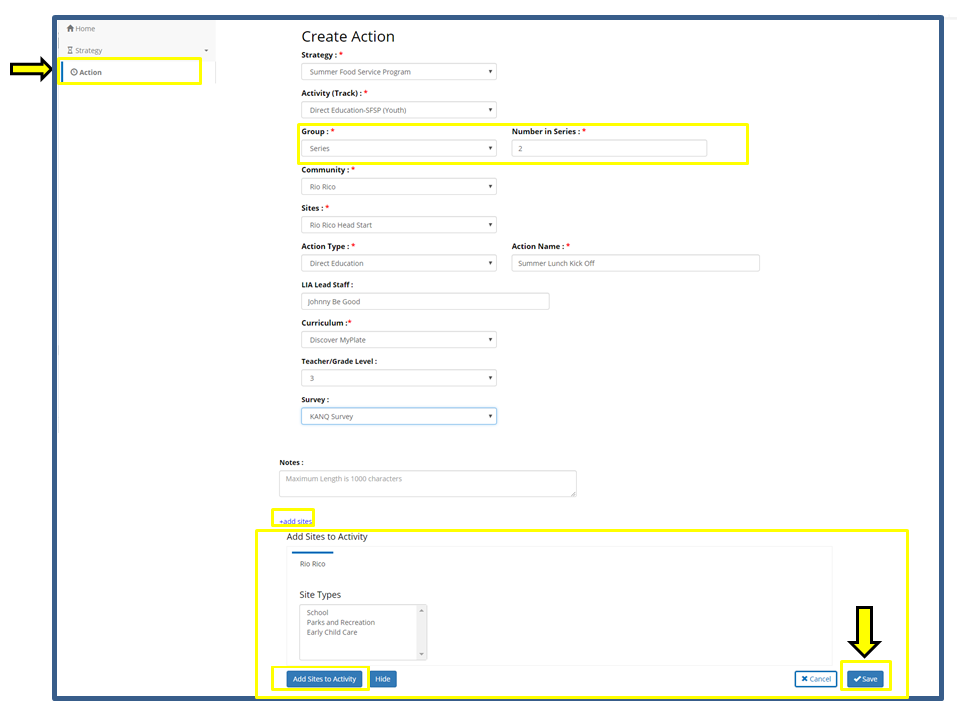 Home
Strategy
Action
Create Action
Strategy : *
Summer Food Service Program
Activity (Track) : *
Direct Education-SFSP (Youth)
Group : * Number in Series : *
Series 2
Community : *
Rio Rico
Sites : *
Rio Rico Head Start
Action Type : * Action Name : *
Direct Education Summer Lunch Kick Off
LIA Lead Staff :
Johnny Be Good
Curriculum :*
Discover MyPlate
Teacher/Grade Level :
3
Survey :
KANQ Survey
Notes :
Maximum Length is 1000 characters
+add sites
Add Sites to Activity
Rio Rico
Site Types
School
Parks and Recreation
Early Child Care
Add Sites to Activity Hide Cancel Save